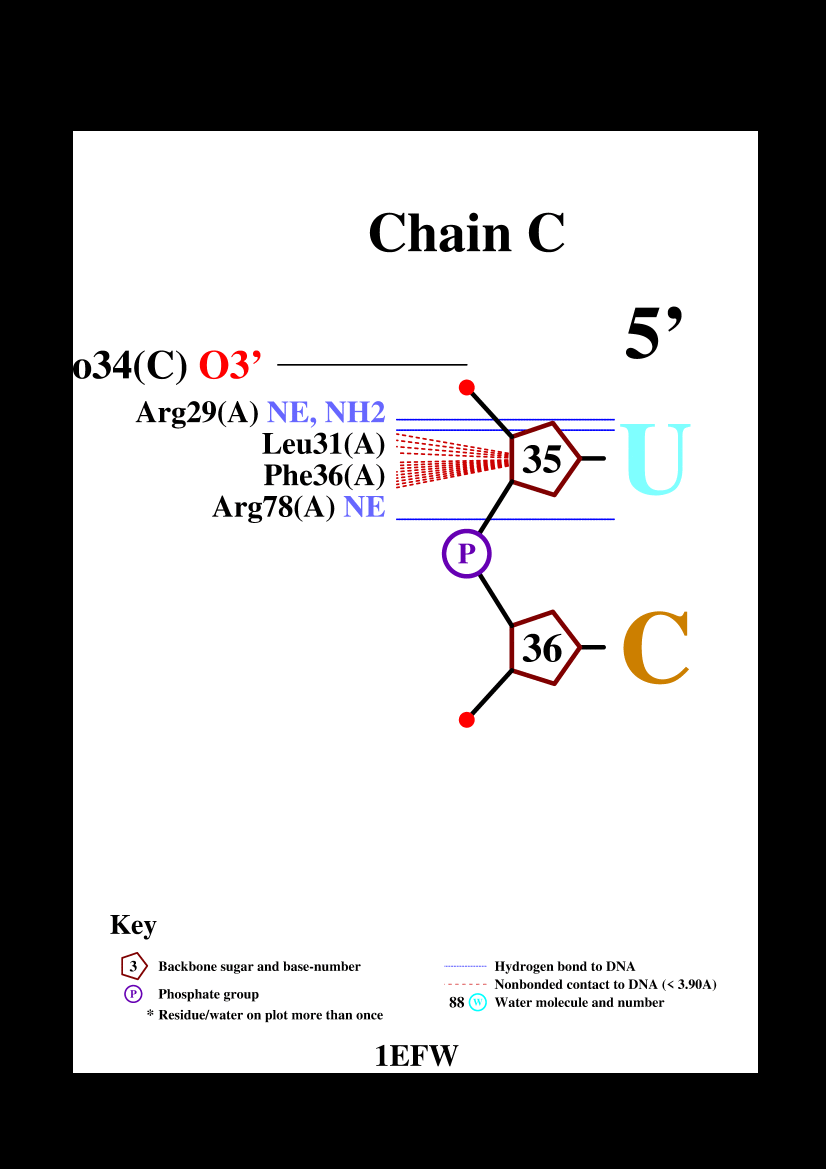 Chain C
5’
o34(C) O3’
Arg29(A) NE, NH2
Leu31(A)
Phe36(A)
Arg78(A) NE
35
U
P
36
C
Key
3 Backbone sugar and base-number
P Phosphate group
* Residue/water on plot more than once
Hydrogen bond to DNA
Nonbonded contact to DNA (< 3.90A)
88 W Water molecule and number
1EFW